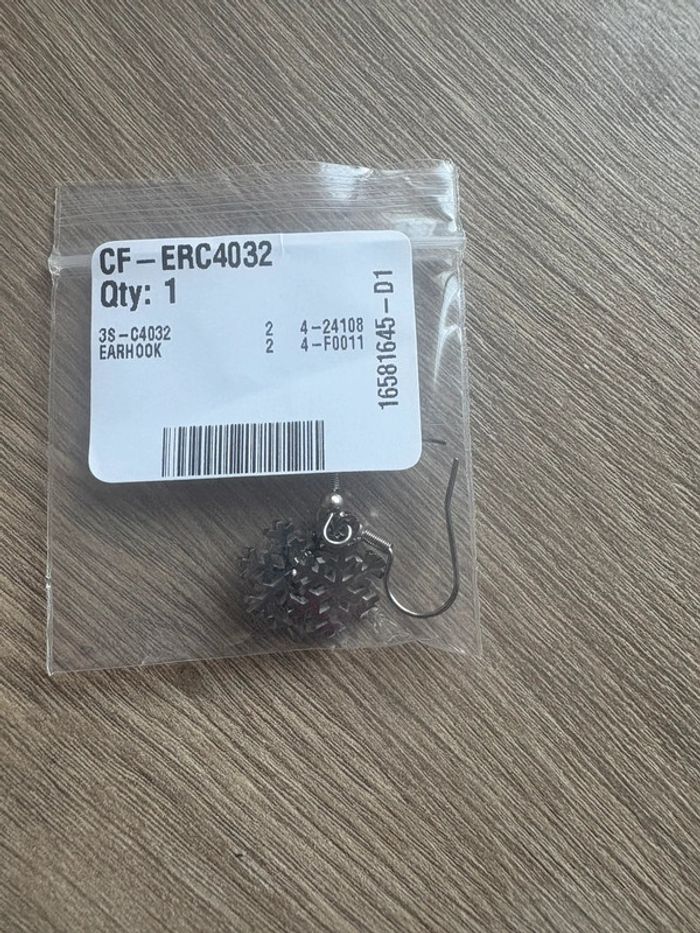 CF-ERC4032
Qty: 1
3S-C4032 2 4-24108
EARHOOK 2 4-F0011
16581645-D1